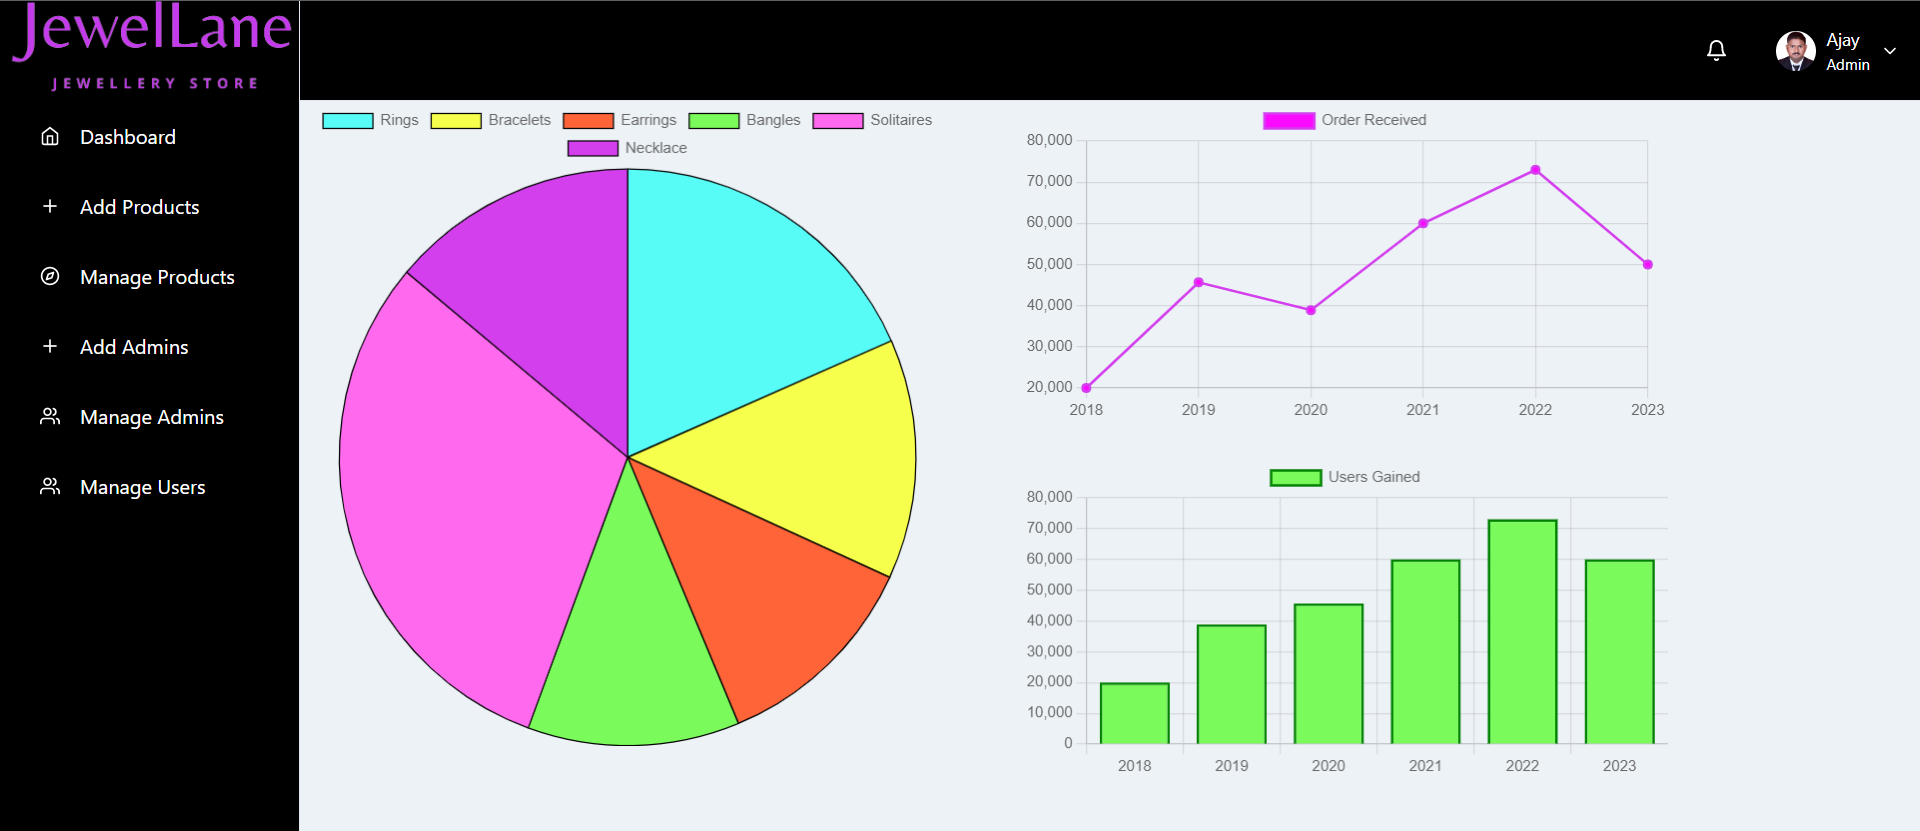 JewelLane
JEWELLERY STORE
Dashboard
Add Products
Manage Products
Add Admins
Manage Admins
Manage Users
Ajay
Admin
Rings Bracelets Earrings Bangles Solitaires
Necklace
Order Received
80,000
70,000
60,000
50,000
40,000
30,000
20,000
2018 2019 2020 2021 2022 2023
Users Gained
80,000
70,000
60,000
50,000
40,000
30,000
20,000
10,000
0
2018 2019 2020 2021 2022 2023